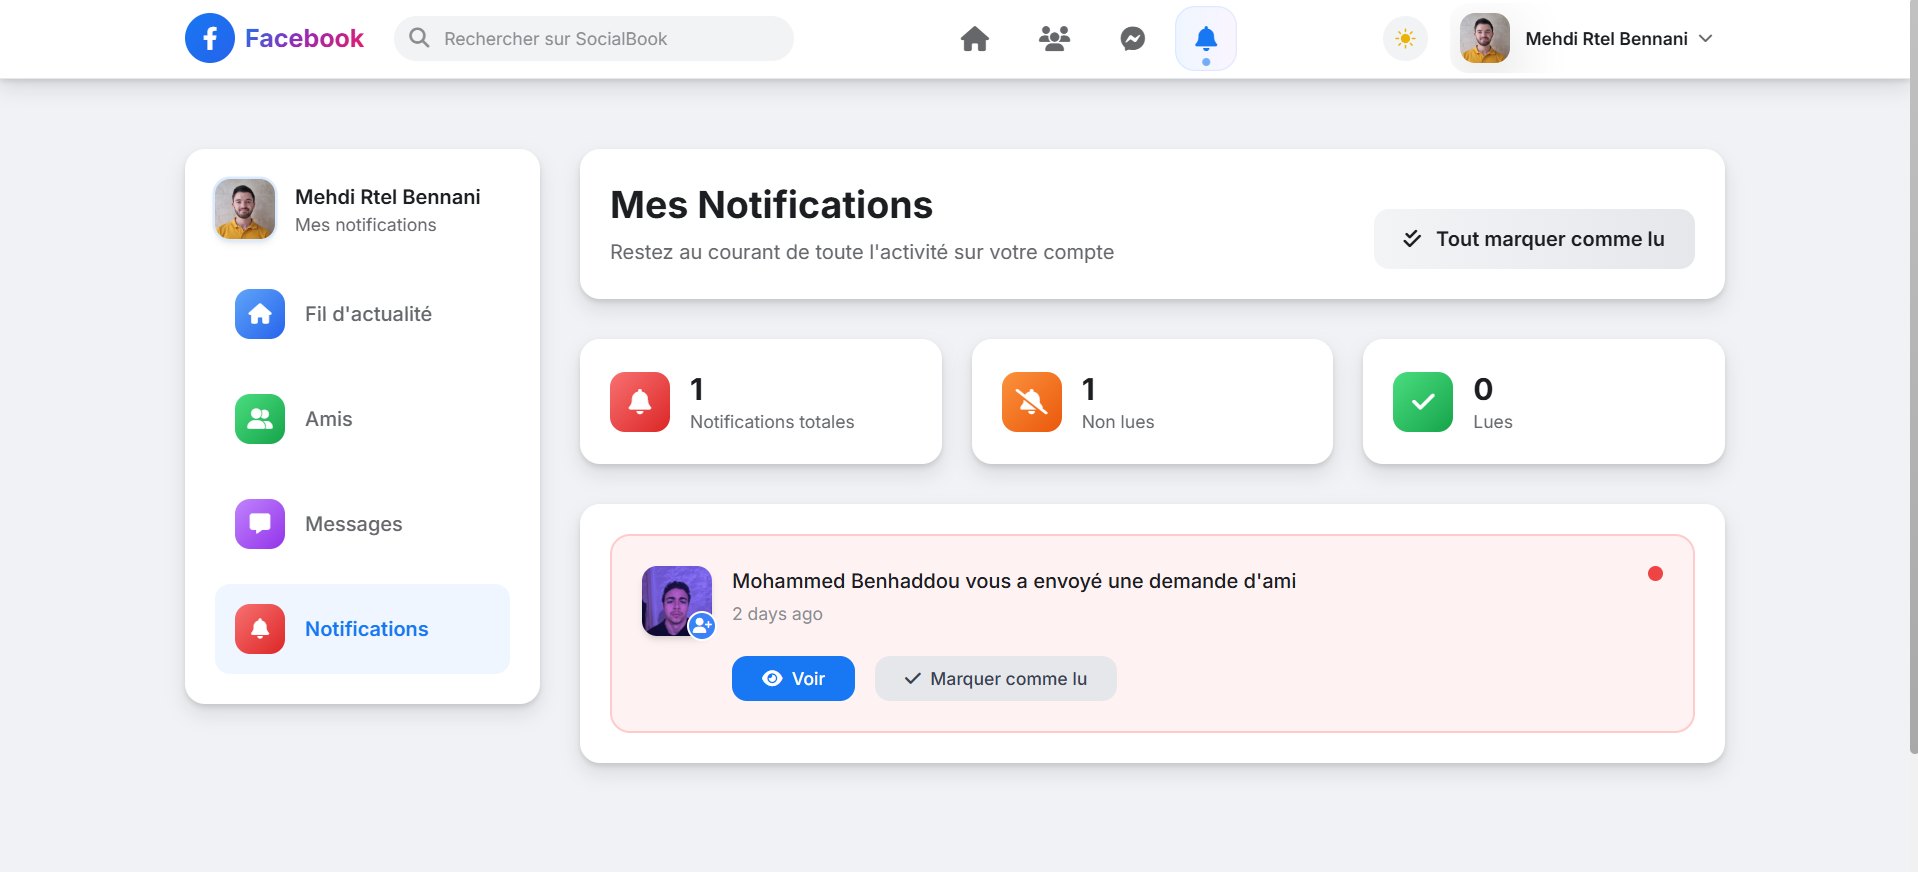 Facebook
Rechercher sur SocialBook
Mehdi Rtel Bennani
Mehdi Rtel Bennani
Mes notifications
Fil d'actualité
Amis
Messages
Notifications
Mes Notifications
Restez au courant de toute l'activité sur votre compte
Tout marquer comme lu
1
Notifications totales
1
Non lues
0
Lues
Mohammed Benhaddou vous a envoyé une demande d'ami
2 days ago
Voir
Marquer comme lu